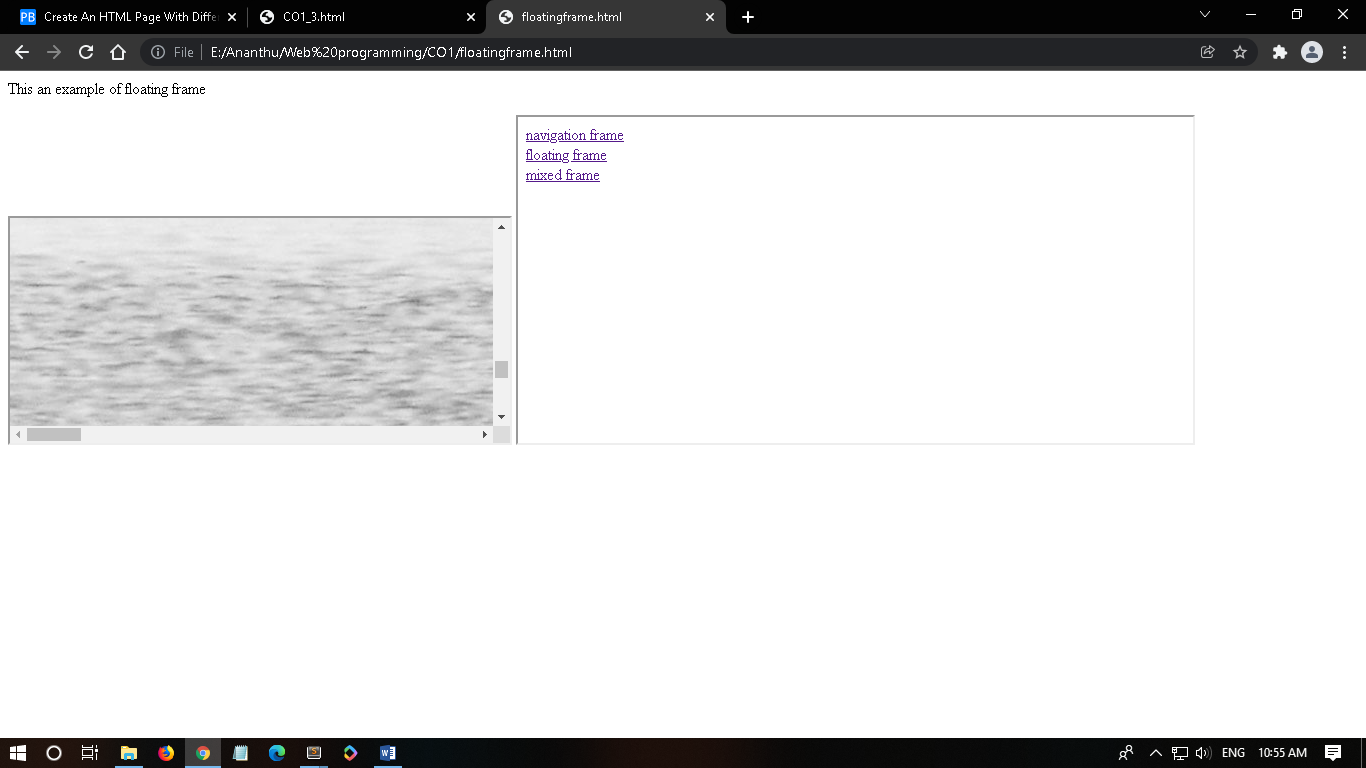 PB Create An HTML Page With Diffe
CO1_3.html
floatingframe.html
File E:/Ananthu/Web%20programming/CO1/floatingframe.html
This an example of floating frame
navigation frame
floating frame
mixed frame
ENG 10:55 AM